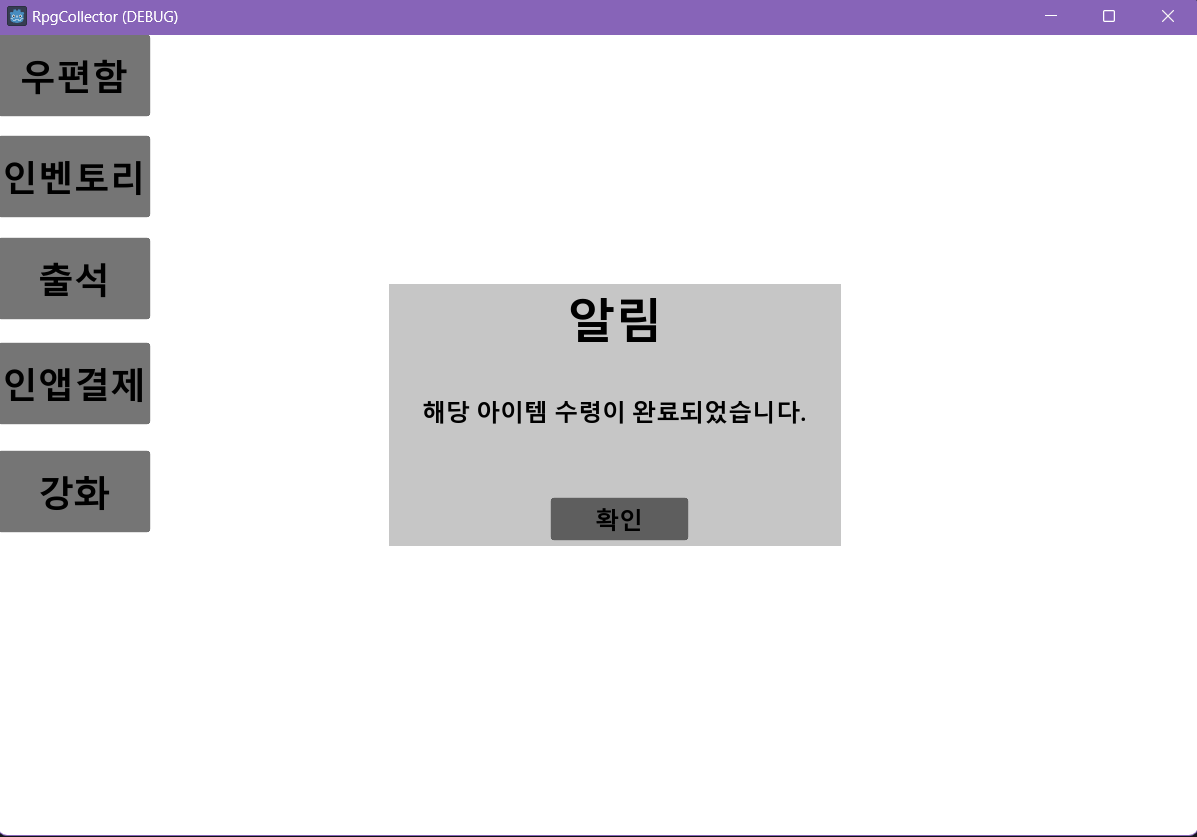 RpgCollector (DEBUG)
우편함
인벤토리
출석
인앱결제
강화
알림
해당 아이템 수령이 완료되었습니다.
확인